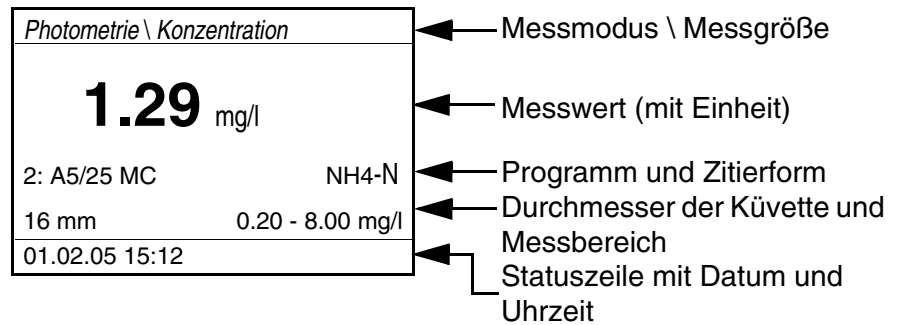 Photometrie \ Konzentration
Messmodus \ Messgröße
1.29 mg/l
Messwert (mit Einheit)
2: A5/25 MC NH4-N
Programm und Zitierform
16 mm 0.20 - 8.00 mg/l
Durchmesser der Küvette und
Messbereich
01.02.05 15:12
Statuszeile mit Datum und
Uhrzeit